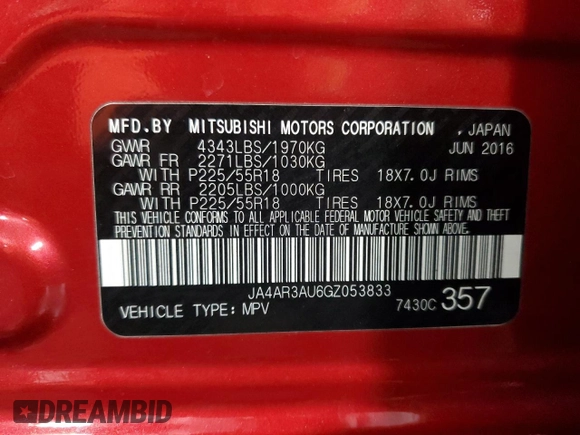 MFD.BY MITSUBISHI MOTORS CORPORATION . JAPAN
GVWR 4343LBS/1970KG JUN 2016
GAWR FR 2271LBS/1030KG
WITH P225/55R18 TIRES 18X7.0J RIMS
GAWR RR 2205LBS/1000KG
WITH P225/55R18 TIRES 18X7.0J RIMS
THIS VEHICLE CONFORMS TO ALL APPLICABLE FEDERAL MOTOR VEHICLE SAFETY AND THEFT
PREVENTION STANDARDS IN EFFECT ON THE DATE OF MANUFACTURE SHOWN ABOVE.
JA4AR3AU6GZ053833
VEHICLE TYPE: MPV 7430C 357
DREAMBID